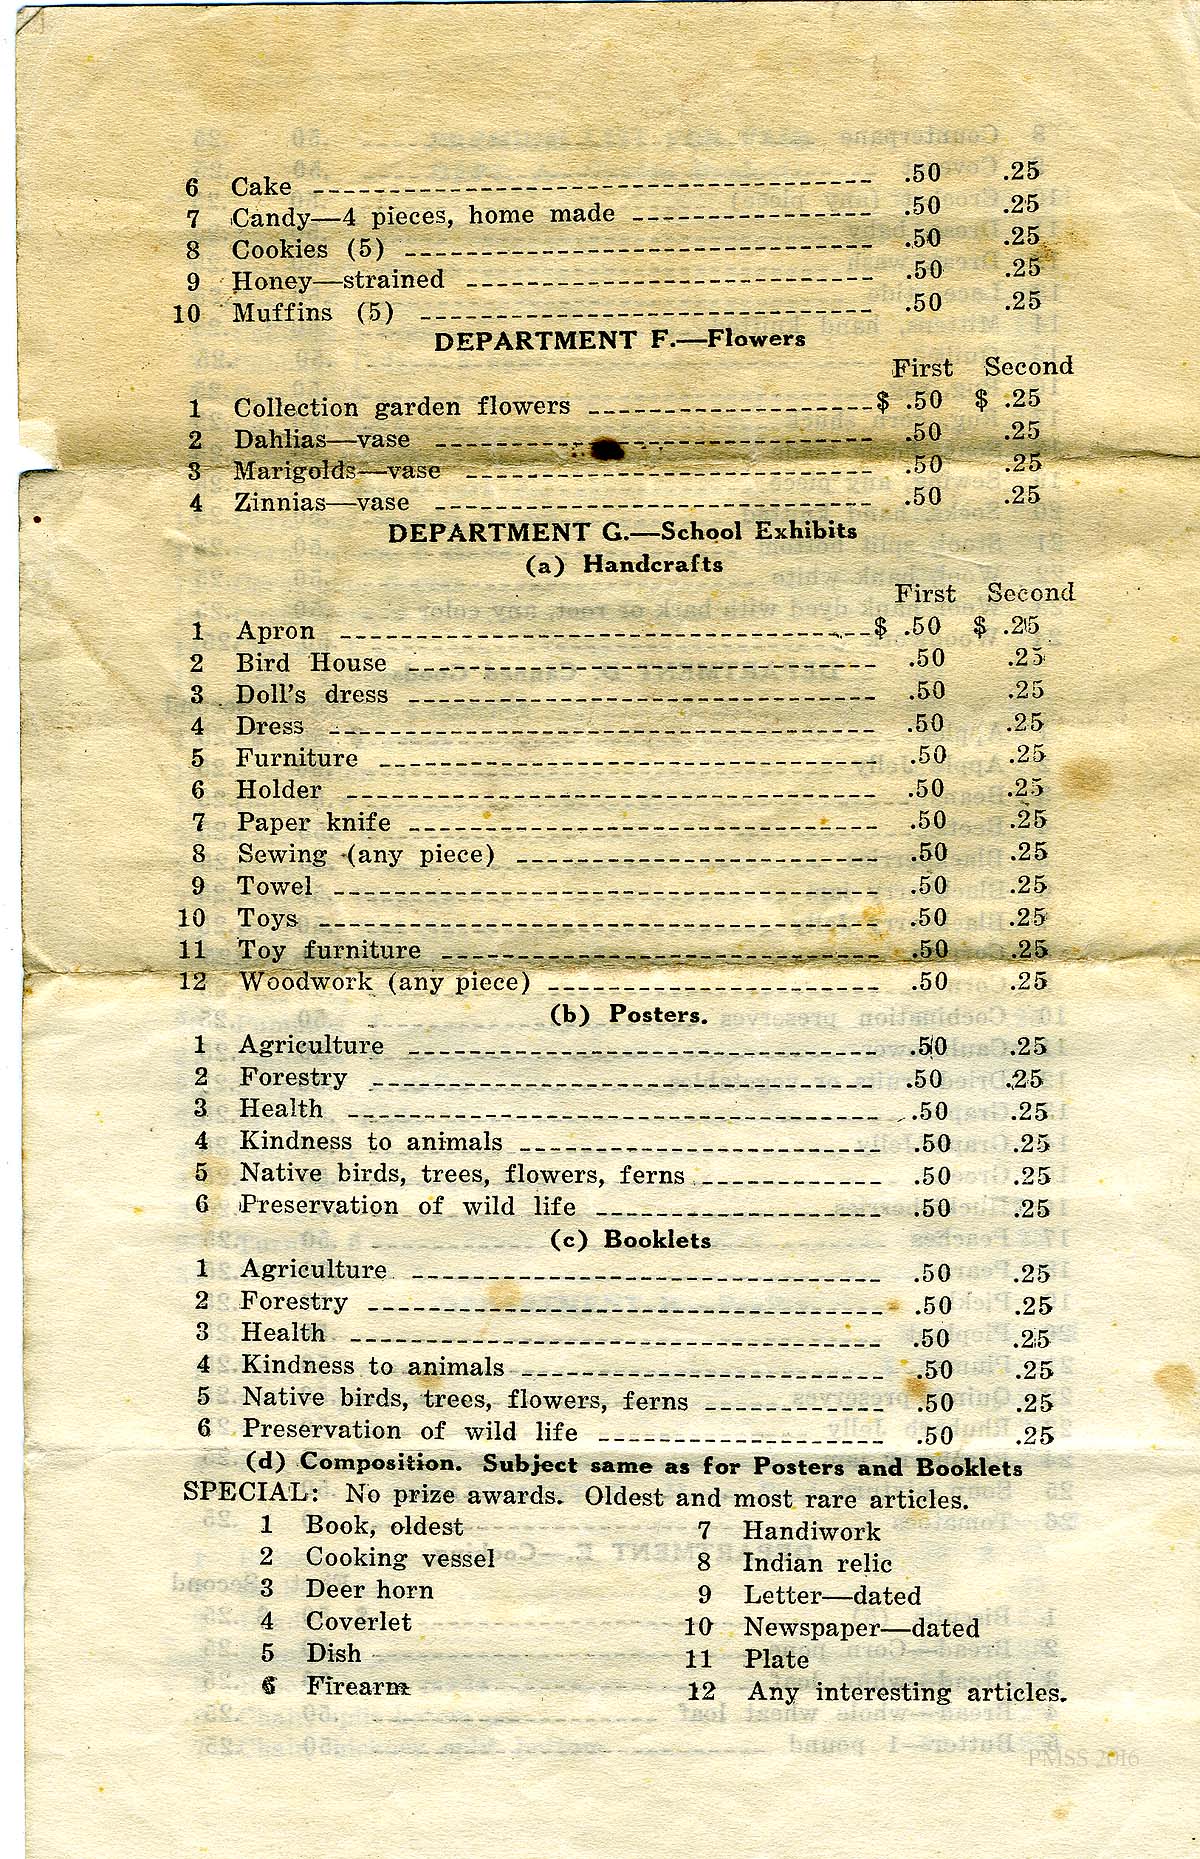 6 Cake .50 .25
7 Candy—4 pieces, home made .50 .25
8 Cookies (5) .50 .25
9 Honey—strained .50 .25
10 Muffins (5) .50 .25
DEPARTMENT F.—Flowers
First Second
1 Collection garden flowers $ .50 $ .25
2 Dahlias—vase .50 .25
3 Marigolds—vase .50 .25
4 Zinnias—vase .50 .25
DEPARTMENT G.—School Exhibits
(a) Handcrafts
First Second
1 Apron $ .50 $ .25
2 Bird House .50 .25
3 Doll's dress .50 .25
4 Dress .50 .25
5 Furniture .50 .25
6 Holder .50 .25
7 Paper knife .50 .25
8 Sewing (any piece) .50 .25
9 Towel .50 .25
10 Toys .50 .25
11 Toy furniture .50 .25
12 Woodwork (any piece) .50 .25
(b) Posters.
1 Agriculture .50 .25
2 Forestry .50 .25
3 Health .50 .25
4 Kindness to animals .50 .25
5 Native birds, trees, flowers, ferns .50 .25
6 Preservation of wild life .50 .25
(c) Booklets
1 Agriculture .50 .25
2 Forestry .50 .25
3 Health .50 .25
4 Kindness to animals .50 .25
5 Native birds, trees, flowers, ferns .50 .25
6 Preservation of wild life .50 .25
(d) Composition. Subject same as for Posters and Booklets
SPECIAL: No prize awards. Oldest and most rare articles.
1 Book, oldest
2 Cooking vessel
3 Deer horn
4 Coverlet
5 Dish
6 Firearm
7 Handiwork
8 Indian relic
9 Letter—dated
10 Newspaper—dated
11 Plate
12 Any interesting articles.
PMSS 2016